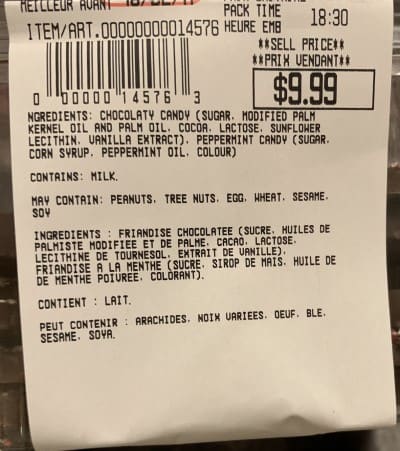 MEILLEUR AVANT
PACK TIME 18:30
ITEM/ART.00000000014576 HEURE EMB
**SELL PRICE**
**PRIX VENDANT**
$9.99
0 00000 14576 3
NGREDIENTS: CHOCOLATY CANDY (SUGAR, MODIFIED PALM
KERNEL OIL AND PALM OIL, COCOA, LACTOSE, SUNFLOWER
LECITHIN, VANILLA EXTRACT), PEPPERMINT CANDY (SUGAR,
CORN SYRUP, PEPPERMINT OIL, COLOUR)
CONTAINS: MILK.
MAY CONTAIN: PEANUTS, TREE NUTS, EGG, WHEAT, SESAME,
SOY
INGREDIENTS : FRIANDISE CHOCOLATEE (SUCRE, HUILES DE
PALMISTE MODIFIEE ET DE PALME, CACAO, LACTOSE,
LECITHINE DE TOURNESOL, EXTRAIT DE VANILLE),
FRIANDISE A LA MENTHE (SUCRE, SIROP DE MAIS, HUILE DE
DE MENTHE POIVREE, COLORANT).
CONTIENT : LAIT.
PEUT CONTENIR : ARACHIDES, NOIX VARIEES, OEUF, BLE,
SESAME, SOYA.